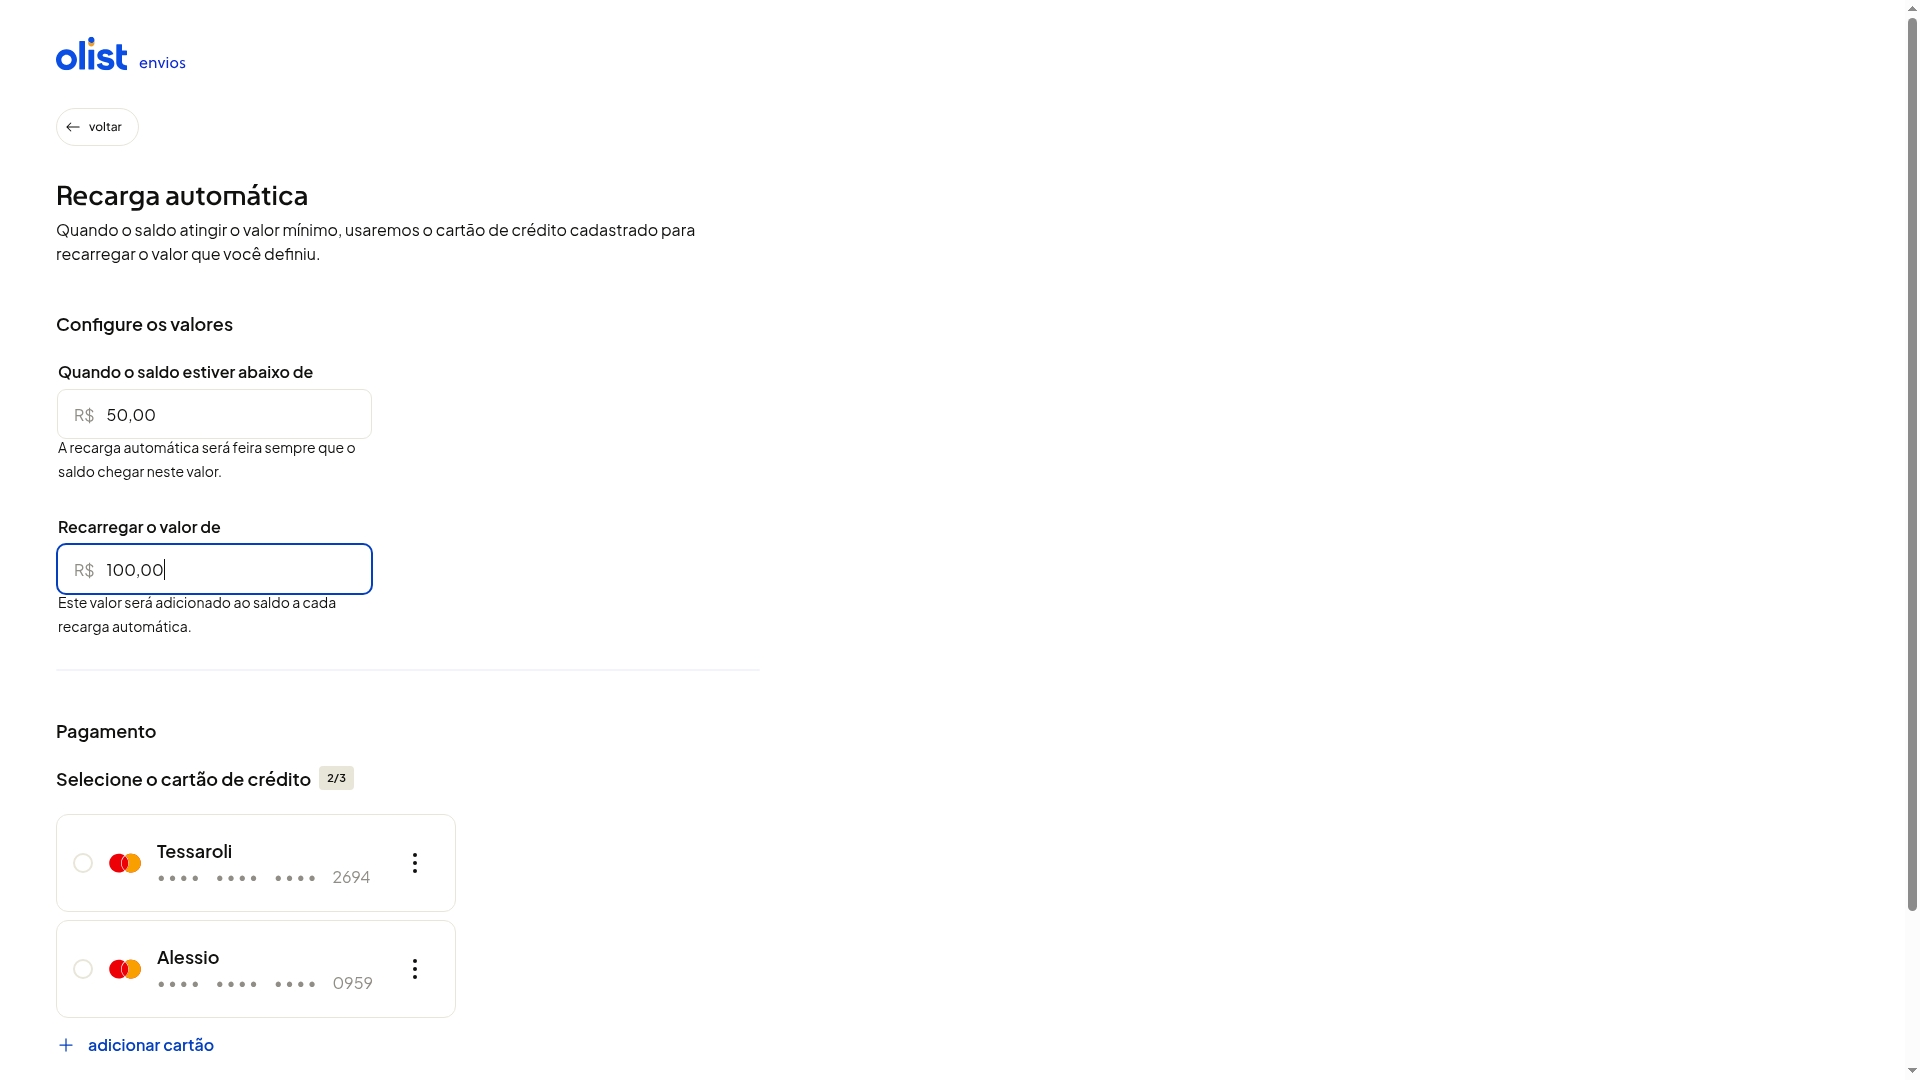 olist envios
voltar
Recarga automática
Quando o saldo atingir o valor mínimo, usaremos o cartão de crédito cadastrado para
recarregar o valor que você definiu.
Configure os valores
Quando o saldo estiver abaixo de
R$ 50,00
A recarga automática será feira sempre que o
saldo chegar neste valor.
Recarregar o valor de
R$ 100,00
Este valor será adicionado ao saldo a cada
recarga automática.
Pagamento
Selecione o cartão de crédito 2/3
Tessaroli
•••• •••• •••• 2694
Alessio
•••• •••• •••• 0959
adicionar cartão